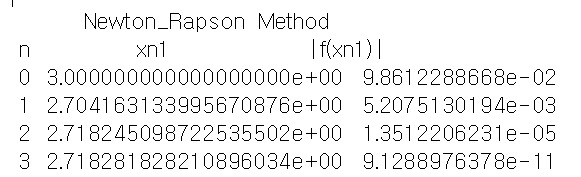 Newton_Rapson Method
n xn1 |f(xn1)|
0 3.000000000000000000e+00 9.8612288668e-02
1 2.704163133995670876e+00 5.2075130194e-03
2 2.718245098722535502e+00 1.3512206231e-05
3 2.718281828210896034e+00 9.1288976378e-11